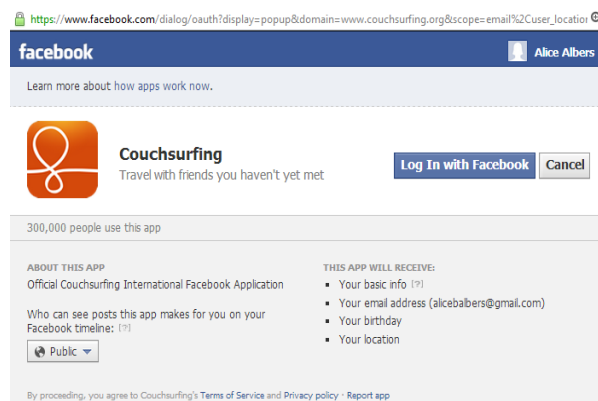 https://www.facebook.com/dialog/oauth?display=popup&domain=www.couchsurfing.org&scope=email%2Cuser_location
facebook
Alice Albers
Learn more about how apps work now.
Couchsurfing
Travel with friends you haven't yet met
Log In with Facebook
Cancel
300,000 people use this app
ABOUT THIS APP
Official Couchsurfing International Facebook Application
Who can see posts this app makes for you on your
Facebook timeline: [?]
Public
THIS APP WILL RECEIVE:
Your basic info [?]
Your email address (alicebalbers@gmail.com)
Your birthday
Your location
By proceeding, you agree to Couchsurfing's Terms of Service and Privacy policy · Report app